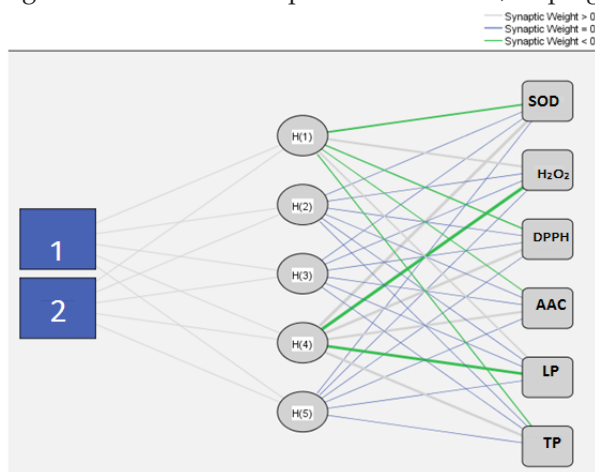 Synaptic Weight > 0
Synaptic Weight = 0
Synaptic Weight < 0
SOD
H(1)
H₂O₂
H(2)
1
DPPH
H(3)
2
AAC
H(4)
LP
H(5)
TP